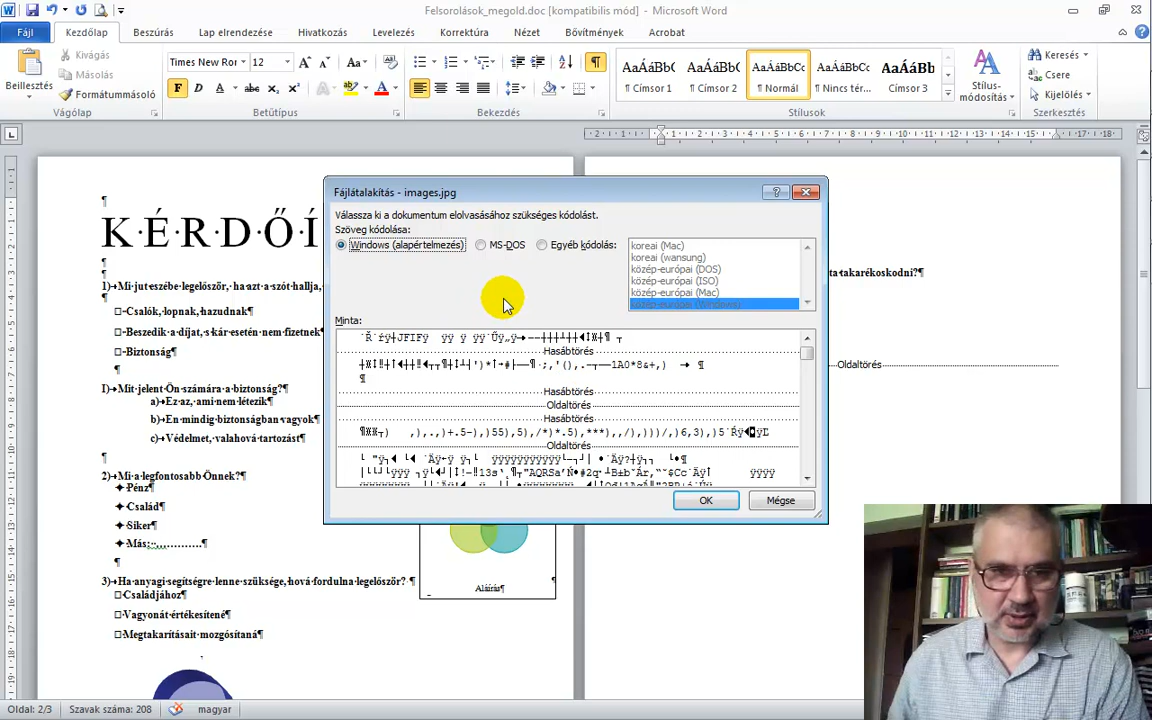 Felsorolások_megold.doc [kompatibilis mód] - Microsoft Word
Fájl Kezdőlap Beszúrás Lap elrendezése Hivatkozás Levelezés Korrektúra Nézet Bővítmények Acrobat
Beillesztés
Kivágás
Másolás
Formátummásoló
Vágólap
Times New Ror 12
Betűtípus
Bekezdés
AaÁáBbC AaÁáBbC AaÁáBbCc AaÁáBbCc AaÁáBb
¶ Címsor 1 ¶ Címsor 2 ¶ Normál ¶ Nincs tér... Címsor 3
Stílusok
Stílus-
módosítás
Keresés
Csere
Kijelölés
Szerkesztés
KÉRDŐÍ
1) Mi jut eszébe legelőször, ha azt a szót hallja,
Csalók, lopnak, hazudnak¶
Beszedik a díjat, s kár esetén nem fizetnek
Biztonság¶
I) Mit jelent Ön számára a biztonság?¶
a) Ez az, ami nem létezik¶
b) En mindig biztonságban vagyok¶
c) Védelmet, valahová tartozást¶
2) Mi a legfontosabb Önnek?¶
Pénz¶
Család¶
Siker¶
3) Ha anyagi segítségre lenne szüksége, hová fordulna legelőször? ¶
Családjához¶
Vagyonát értékesítené¶
Megtakarításait mozgósítaná¶
Aláírás¶
takarékoskodni?¶
Oldaltörés
Fájlátalakítás - images.jpg
Válassza ki a dokumentum elolvasásához szükséges kódolást.
Szöveg kódolása:
Windows (alapértelmezés) MS-DOS Egyéb kódolás:
koreai (Mac)
koreai (wansung)
közép-európai (DOS)
közép-európai (ISO)
közép-európai (Mac)
közép-európai (Windows)
Minta:
Hasábtörés
Hasábtörés
Oldaltörés
Hasábtörés
Oldaltörés
OK Mégse
Oldal: 2/3 Szavak száma: 208 magyar